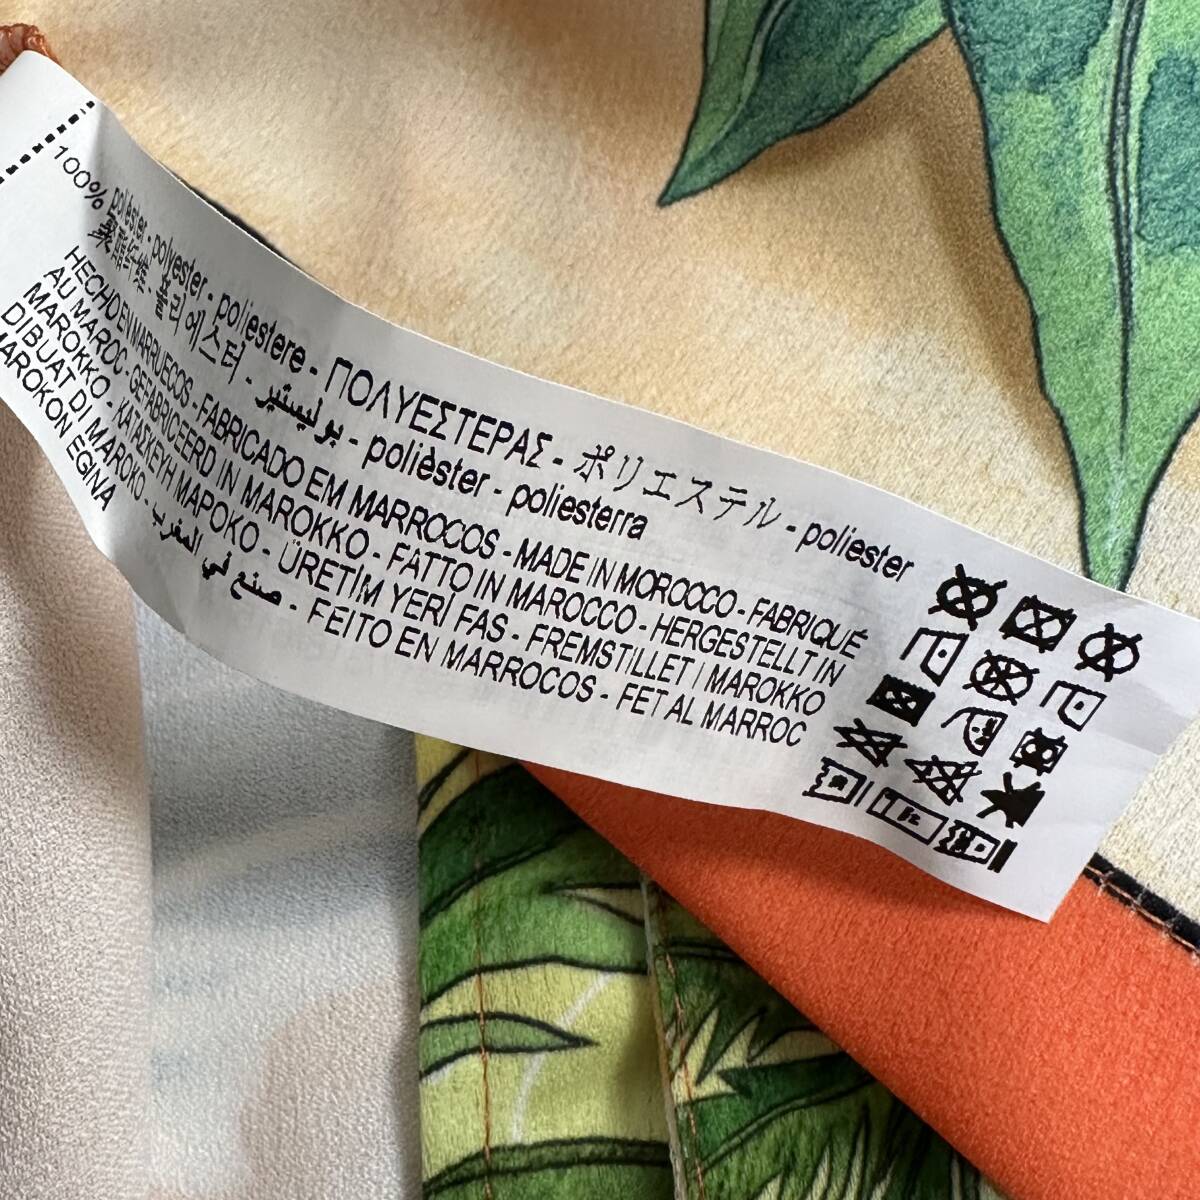 100% poliéster - polyester - poliestere - ΠΟΛΥΕΣΤΕΡΑΣ - ポリエステル - poliester
聚酯纤维 폴리에스터 - بوليستير - polièster - poliesterra
HECHO EN MARRUECOS - FABRICADO EM MARROCOS - MADE IN MOROCCO - FABRIQUÉ
AU MAROC - GEFABRICEERD IN MAROKKO - FATTO IN MAROCCO - HERGESTELLT IN
MAROKKO - KATAΣKEYH MAPOKO - ÜRETİM YERİ FAS - FREMSTILLET I MAROKKO
DIBUAT DI MAROKO - صنع في المغرب - FEITO EN MARROCOS - FET AL MARROC
MAROKON EGINA